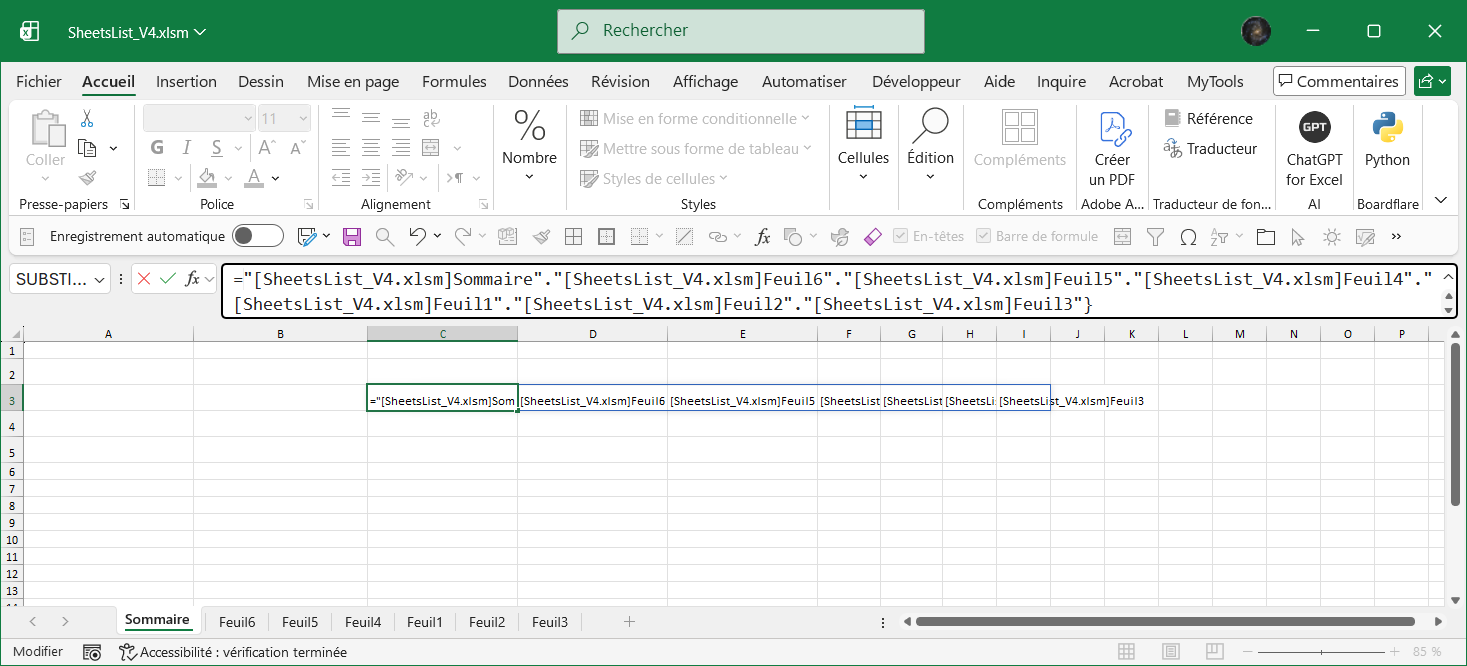 SheetsList_V4.xlsm
Rechercher
Fichier Accueil Insertion Dessin Mise en page Formules Données Révision Affichage Automatiser Développeur Aide Inquire Acrobat MyTools Commentaires
Coller
11
G I S A A
ab
Nombre
Mise en forme conditionnelle
Mettre sous forme de tableau
Styles de cellules
Cellules
Édition
Compléments
Créer
un PDF
Référence
Traducteur
GPT
ChatGPT
for Excel
Python
Presse-papiers Police Alignement Styles Compléments Adobe A... Traducteur de fon... AI Boardflare
Enregistrement automatique fx En-têtes Barre de formule
SUBSTI... fx ="[SheetsList_V4.xlsm]Sommaire"."[SheetsList_V4.xlsm]Feuil6"."[SheetsList_V4.xlsm]Feuil5"."[SheetsList_V4.xlsm]Feuil4"."
[SheetsList_V4.xlsm]Feuil1"."[SheetsList_V4.xlsm]Feuil2"."[SheetsList_V4.xlsm]Feuil3"}
A B C D E F G H I J K L M N O P
1
2
3 ="[SheetsList_V4.xlsm]Som [SheetsList_V4.xlsm]Feuil6 [SheetsList_V4.xlsm]Feuil5 [SheetsList [SheetsList [SheetsLi [SheetsList_V4.xlsm]Feuil3
4
5
6
7
8
9
10
11
12
13
14
Sommaire Feuil6 Feuil5 Feuil4 Feuil1 Feuil2 Feuil3
Modifier Accessibilité : vérification terminée 85 %